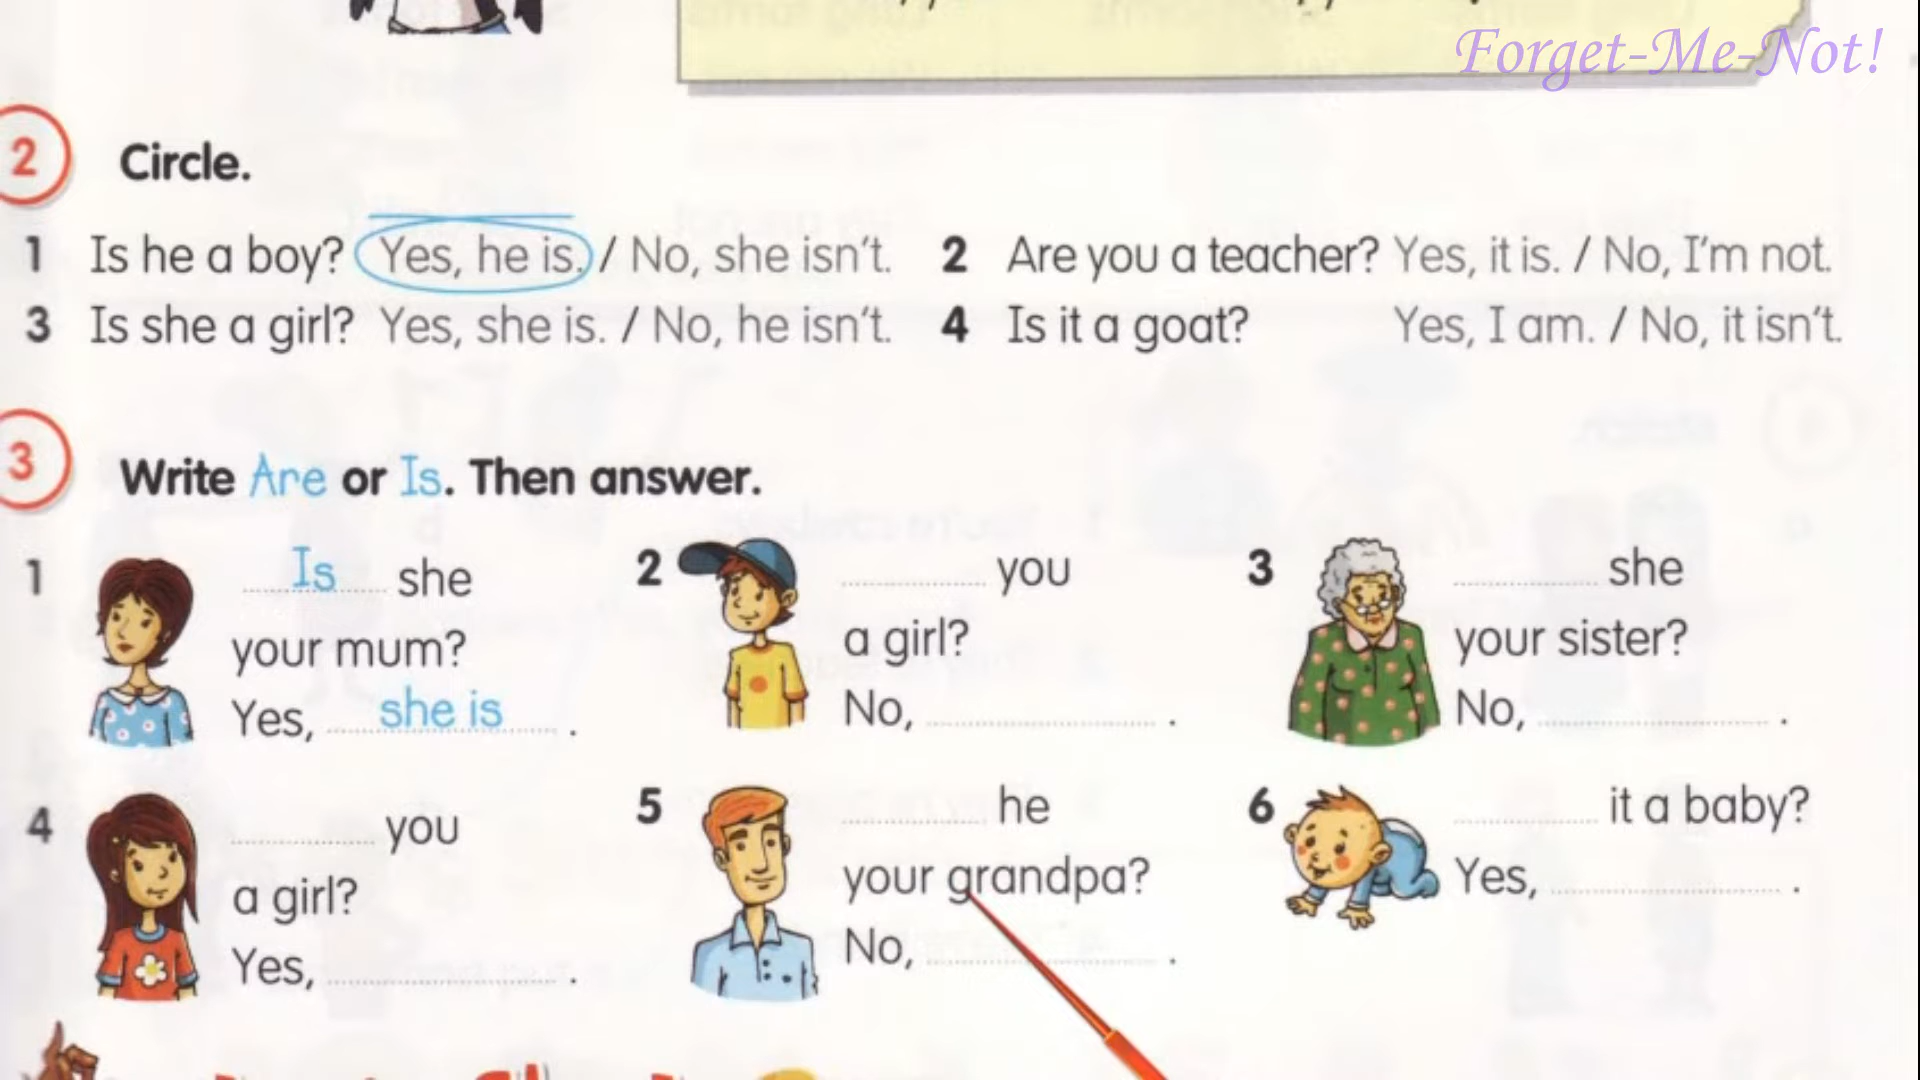 Forget-Me-Not!
2 Circle.
1 Is he a boy? Yes, he is. / No, she isn't. 2 Are you a teacher? Yes, it is. / No, I'm not.
3 Is she a girl? Yes, she is. / No, he isn't. 4 Is it a goat? Yes, I am. / No, it isn't.
3 Write Are or Is. Then answer.
1 Is she
your mum?
Yes, she is.
2 you
a girl?
No, .
3 she
your sister?
No, .
4 you
a girl?
Yes, .
5 he
your grandpa?
No, .
6 it a baby?
Yes, .